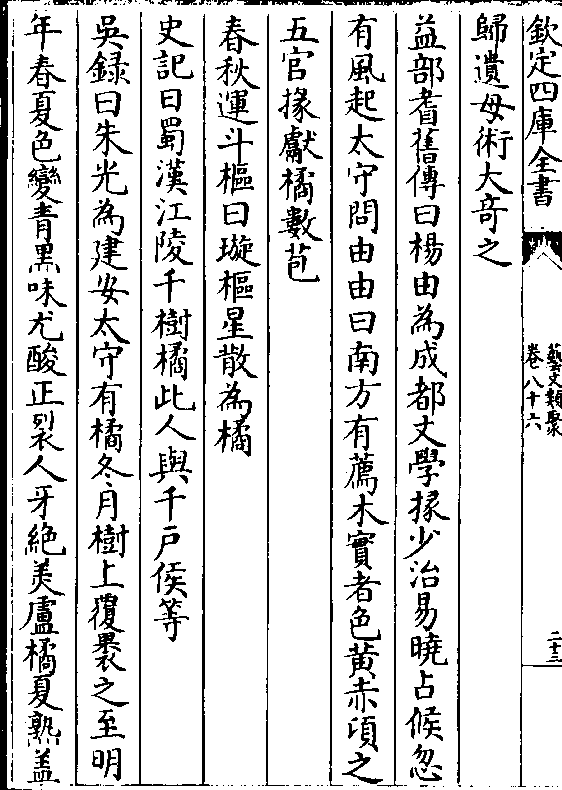 欽定四庫全書
藝文類聚
卷八十六
二十三
歸遺母術大奇之
益部耆舊傳曰楊由為成都文學掾少治易曉占候忽
有風起太守問由由曰南方有薦木實者色黃赤頃之
五官掾獻橘數苞
春秋運斗樞曰璇樞星散為橘
史記曰蜀漢江陵千樹橘此人與千戶侯等
吳錄曰朱光為建安太守有橘冬月樹上覆裹之至明
年春夏色變青黑味尤酸正裂人牙絶美盧橘夏熟蓋